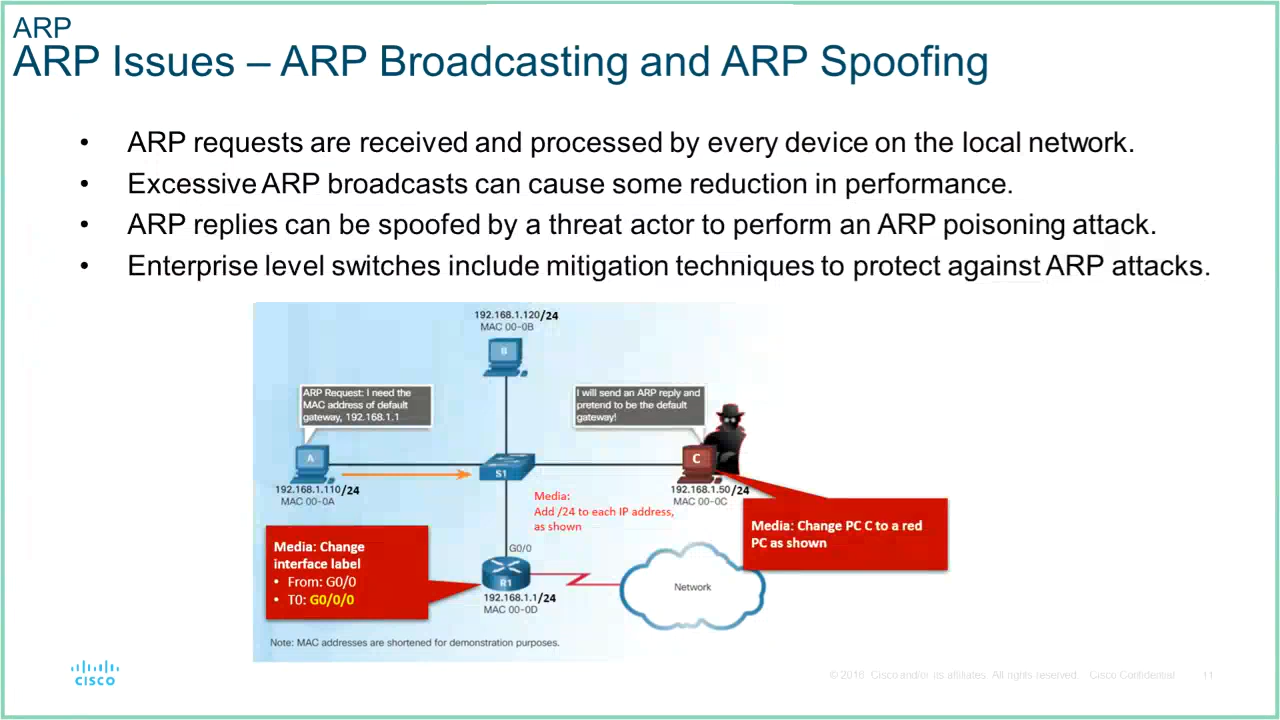 ARP
ARP Issues – ARP Broadcasting and ARP Spoofing
• ARP requests are received and processed by every device on the local network.
• Excessive ARP broadcasts can cause some reduction in performance.
• ARP replies can be spoofed by a threat actor to perform an ARP poisoning attack.
• Enterprise level switches include mitigation techniques to protect against ARP attacks.
192.168.1.120/24
MAC 00-0B
B
ARP Request: I need the
MAC address of default
gateway, 192.168.1.1
I will send an ARP reply and
pretend to be the default
gateway!
A
S1
C
192.168.1.110/24
MAC 00-0A
192.168.1.50/24
MAC 00-0C
Media:
Add /24 to each IP address,
as shown
Media: Change PC C to a red
PC as shown
Media: Change
interface label
• From: G0/0
• T0: G0/0/0
G0/0
R1
192.168.1.1/24
MAC 00-0D
Network
Note: MAC addresses are shortened for demonstration purposes.
CISCO
© 2016 Cisco and/or its affiliates. All rights reserved. Cisco Confidential
11